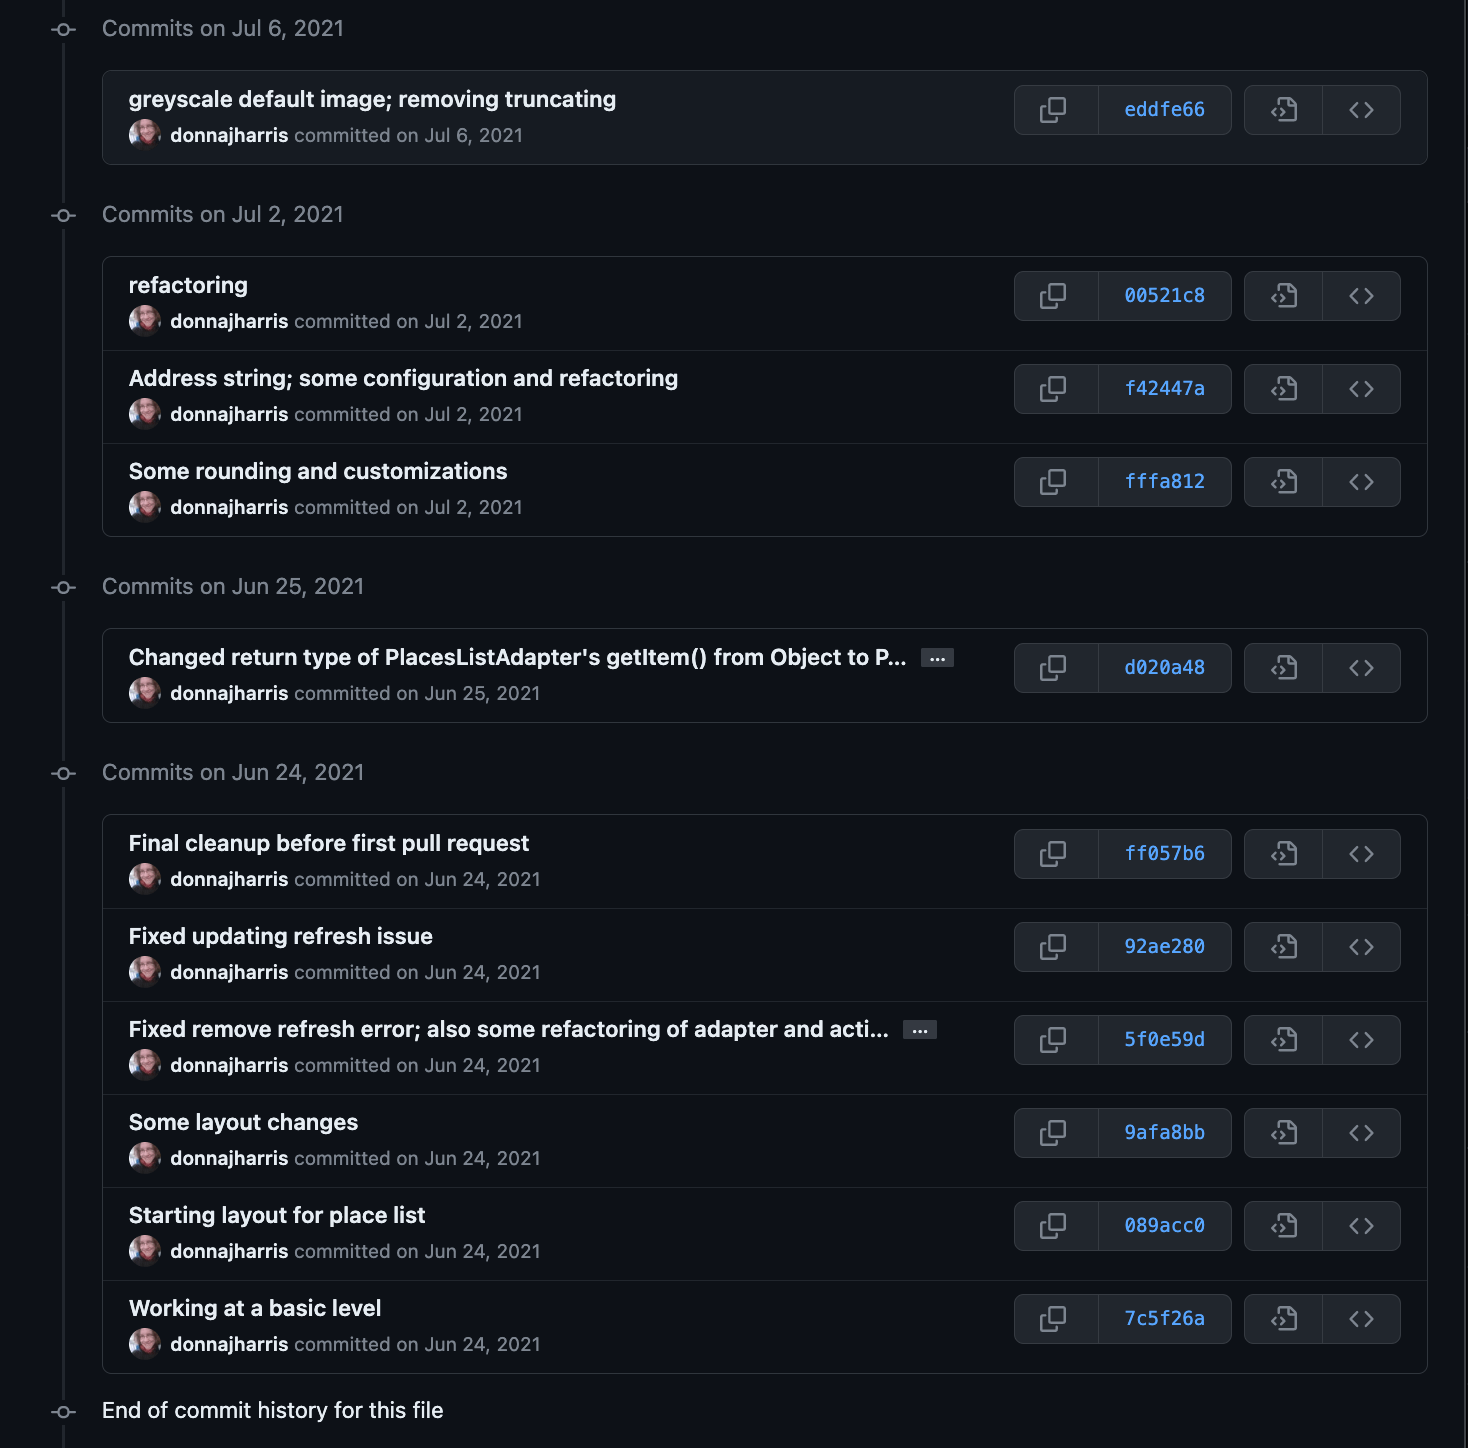 Commits on Jul 6, 2021
greyscale default image; removing truncating
eddfe66
donnajharris committed on Jul 6, 2021
Commits on Jul 2, 2021
refactoring
00521c8
donnajharris committed on Jul 2, 2021
Address string; some configuration and refactoring
f42447a
donnajharris committed on Jul 2, 2021
Some rounding and customizations
fffa812
donnajharris committed on Jul 2, 2021
Commits on Jun 25, 2021
Changed return type of PlacesListAdapter's getItem() from Object to P... ...
d020a48
donnajharris committed on Jun 25, 2021
Commits on Jun 24, 2021
Final cleanup before first pull request
ff057b6
donnajharris committed on Jun 24, 2021
Fixed updating refresh issue
92ae280
donnajharris committed on Jun 24, 2021
Fixed remove refresh error; also some refactoring of adapter and acti... ...
5f0e59d
donnajharris committed on Jun 24, 2021
Some layout changes
9afa8bb
donnajharris committed on Jun 24, 2021
Starting layout for place list
089acc0
donnajharris committed on Jun 24, 2021
Working at a basic level
7c5f26a
donnajharris committed on Jun 24, 2021
End of commit history for this file